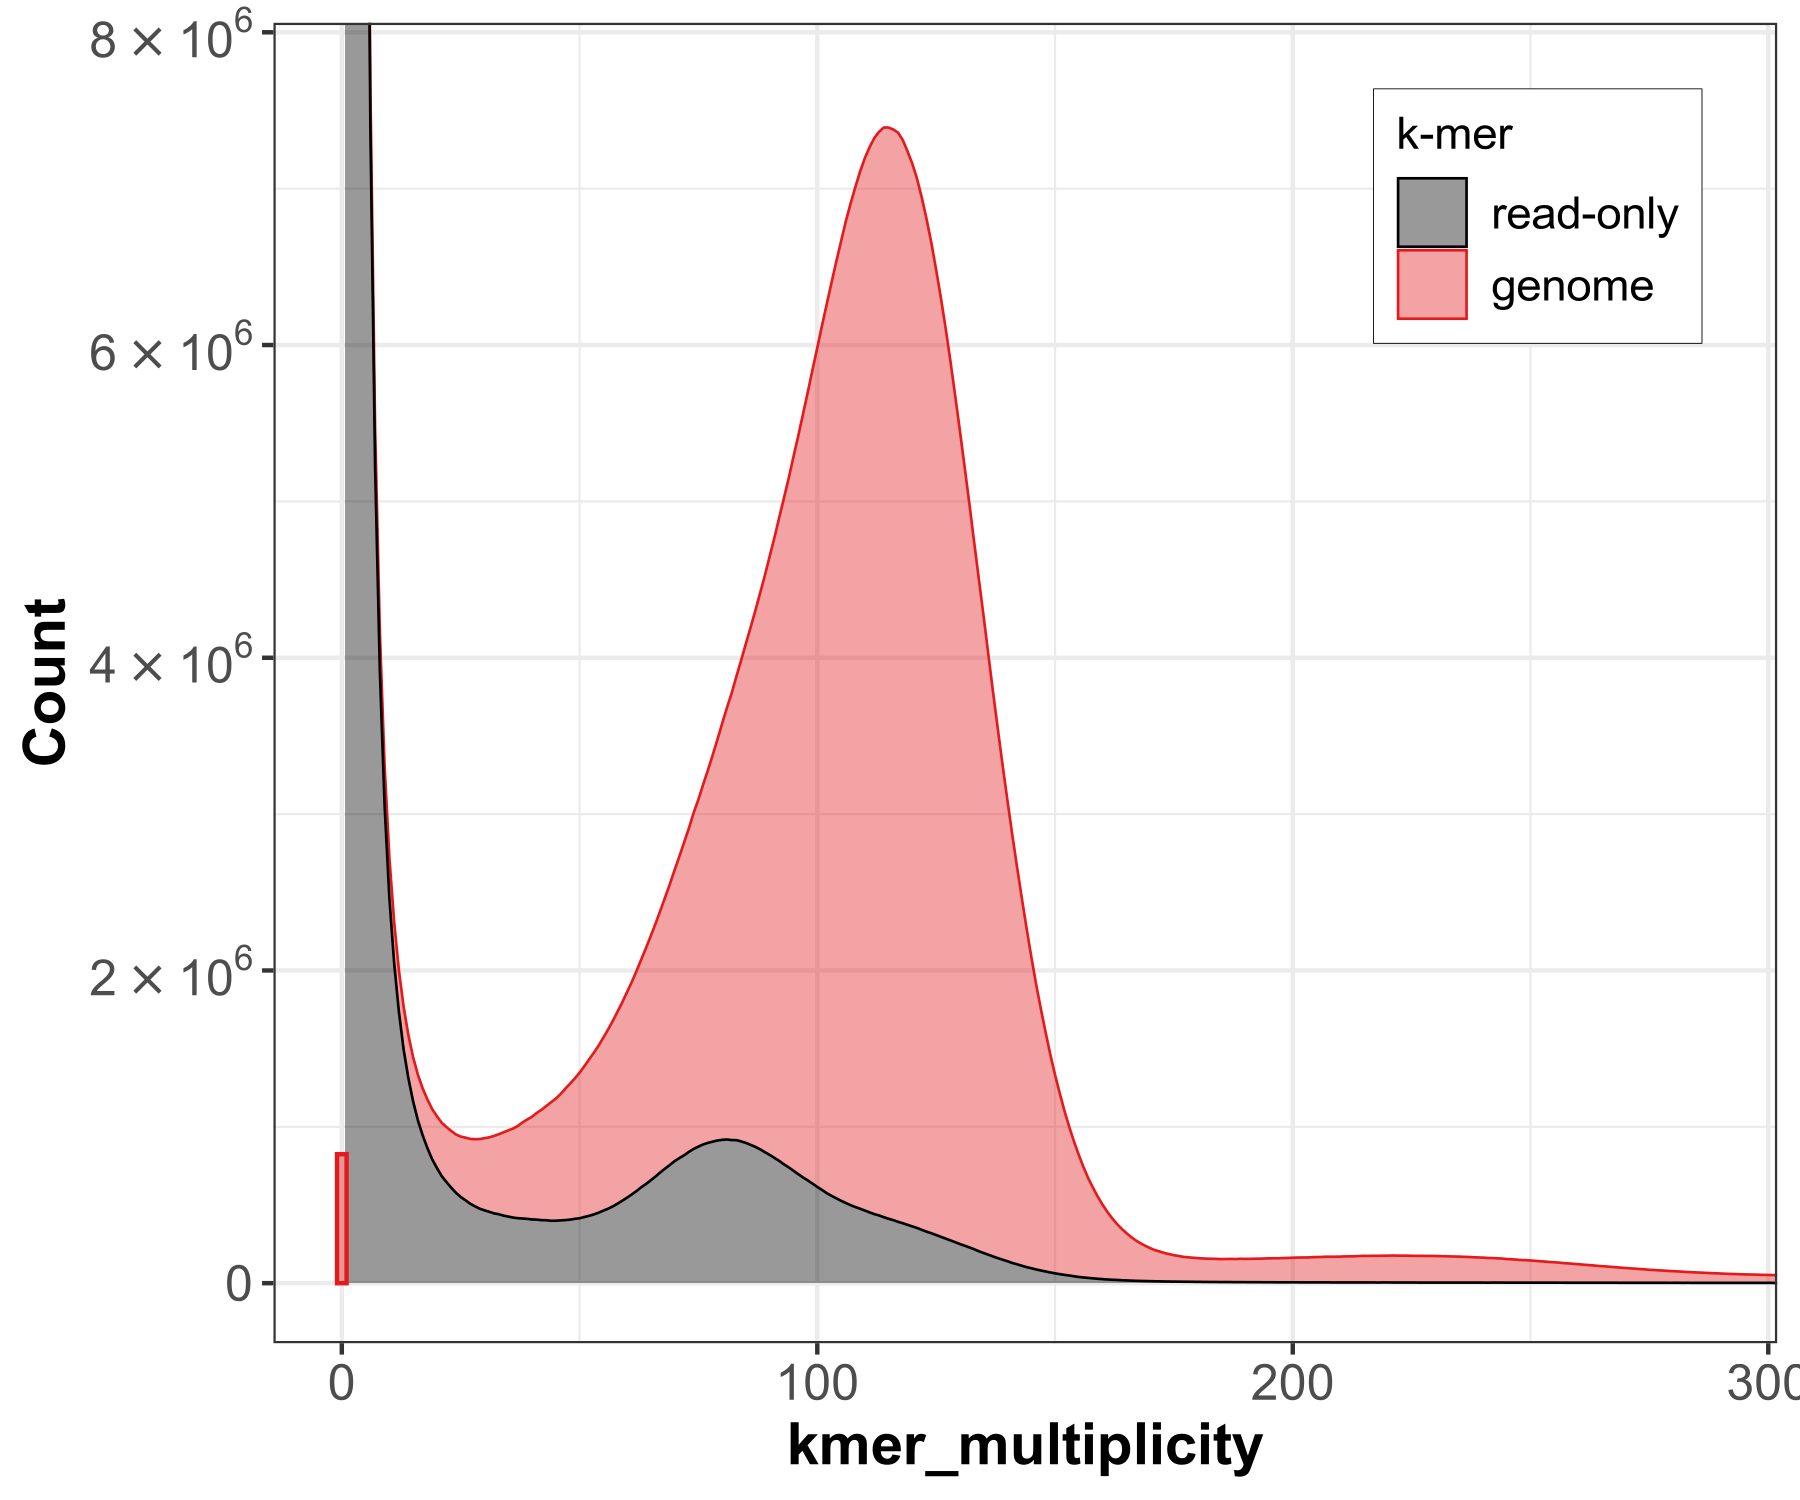 8 × 10⁶
6 × 10⁶
4 × 10⁶
2 × 10⁶
0
Count
k-mer
read-only
genome
0 100 200 300
kmer_multiplicity